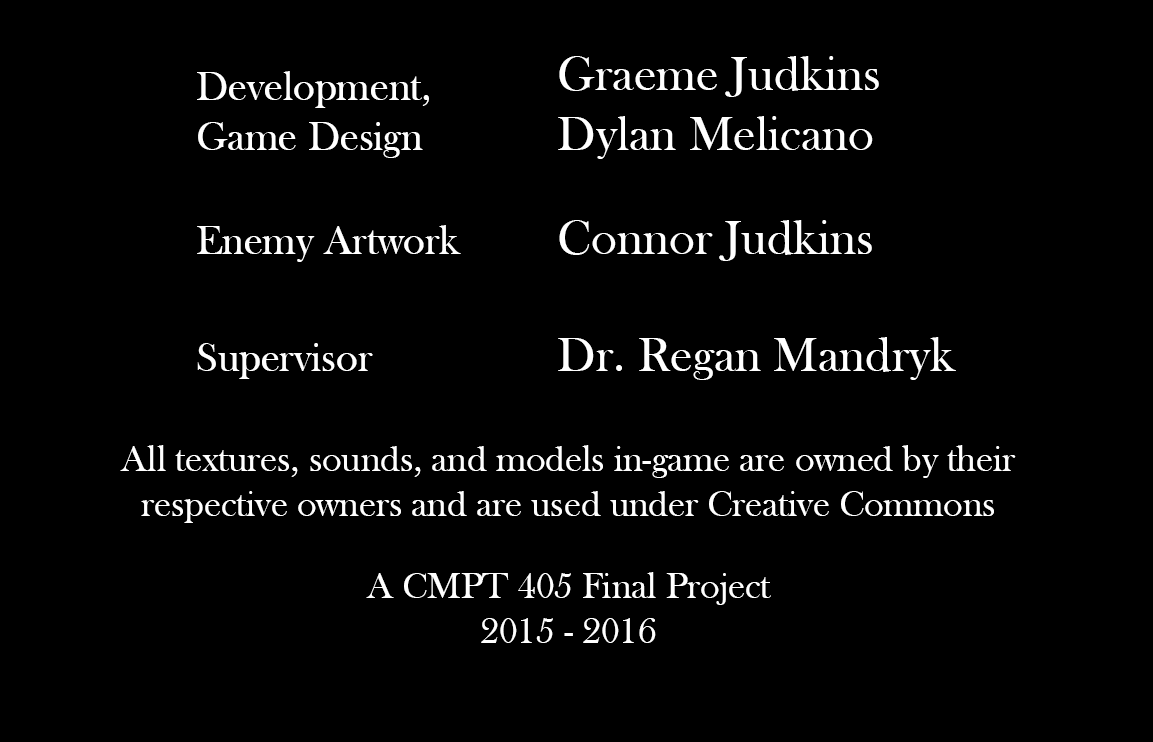 Development,
Game Design
Graeme Judkins
Dylan Melicano
Enemy Artwork
Connor Judkins
Supervisor
Dr. Regan Mandryk
All textures, sounds, and models in-game are owned by their
respective owners and are used under Creative Commons
A CMPT 405 Final Project
2015 - 2016